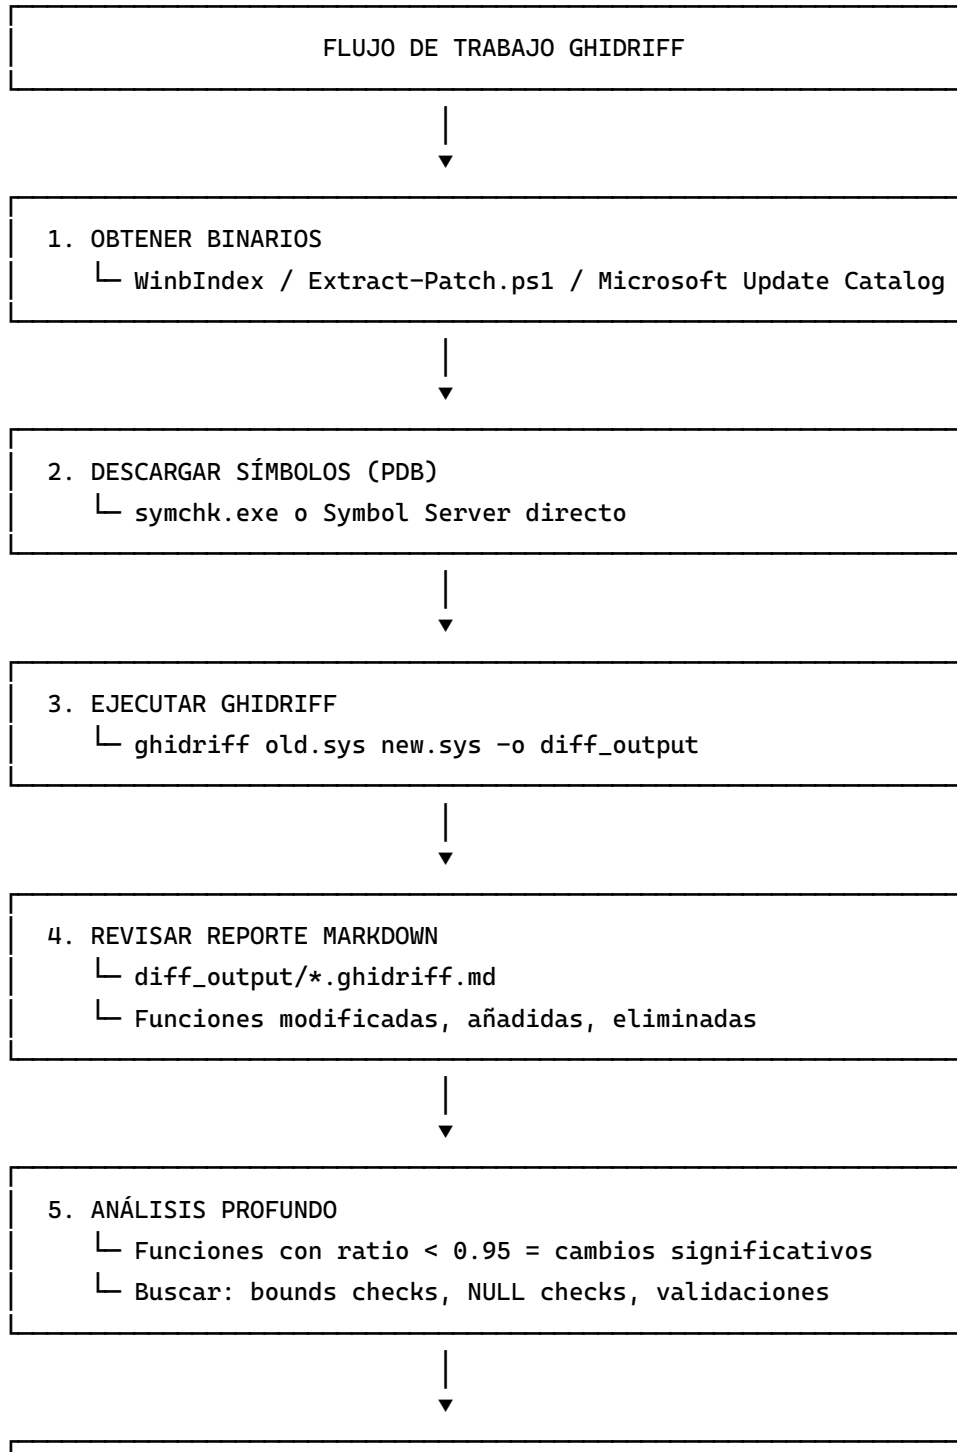 FLUJO DE TRABAJO GHIDRIFF
1. OBTENER BINARIOS
└─ WinbIndex / Extract-Patch.ps1 / Microsoft Update Catalog
2. DESCARGAR SÍMBOLOS (PDB)
└─ symchk.exe o Symbol Server directo
3. EJECUTAR GHIDRIFF
└─ ghidriff old.sys new.sys -o diff_output
4. REVISAR REPORTE MARKDOWN
└─ diff_output/*.ghidriff.md
└─ Funciones modificadas, añadidas, eliminadas
5. ANÁLISIS PROFUNDO
└─ Funciones con ratio < 0.95 = cambios significativos
└─ Buscar: bounds checks, NULL checks, validaciones